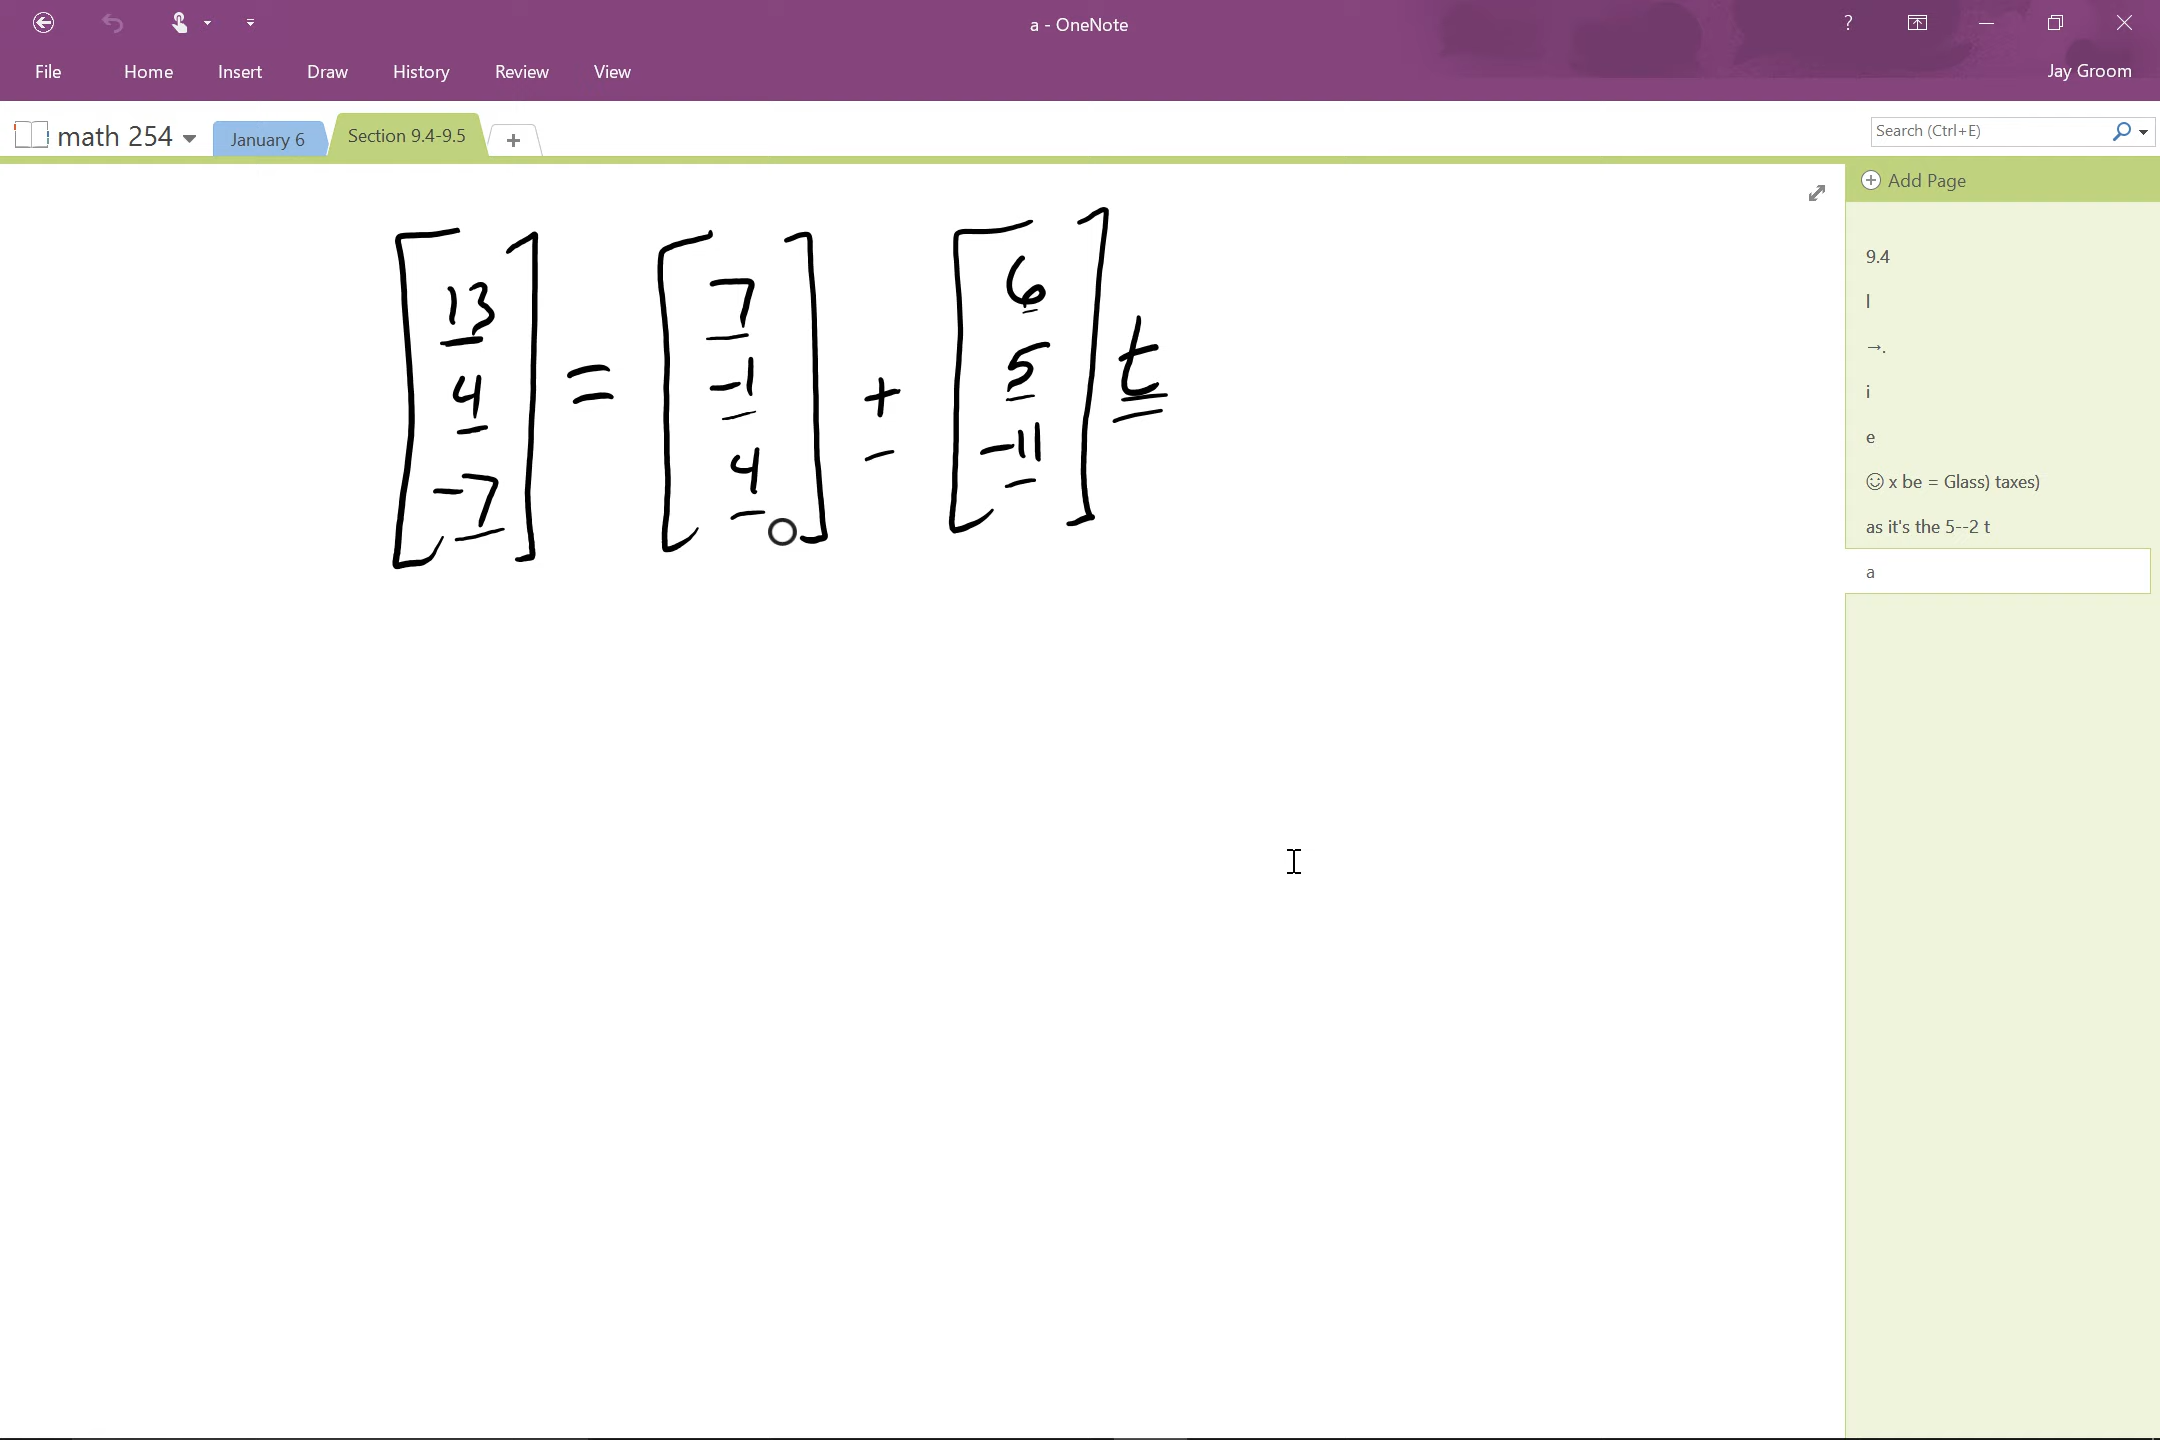 a - OneNote
?
File Home Insert Draw History Review View
Jay Groom
math 254
January 6
Section 9.4-9.5
+
Search (Ctrl+E)
Add Page
9.4
l
→.
i
e
☺ x be = Glass) taxes)
as it's the 5--2 t
a
[13 = [7 + [6 t
4 -1 5
-7] 4] -11]